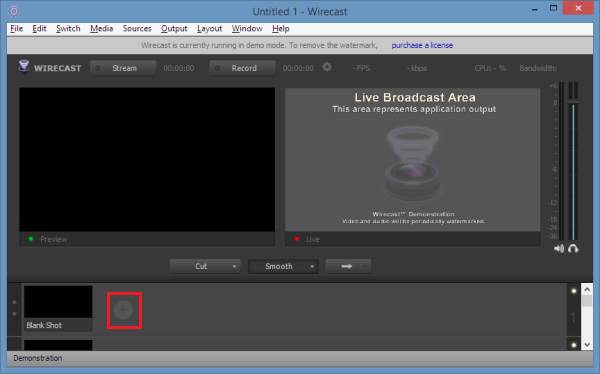 Untitled 1 - Wirecast
File Edit Switch Media Sources Output Layout Window Help
Wirecast is currently running in demo mode. To remove the watermark, purchase a license
WIRECAST Stream 00:00:00 Record 00:00:00 - FPS - kbps CPU: - % Bandwidth:
Live Broadcast Area
This area represents application output
Wirecast™ Demonstration
Video and audio will be periodically watermarked.
+6
0
-6
-12
-18
-24
-36
Preview
Live
Cut Smooth
Blank Shot
1
Demonstration